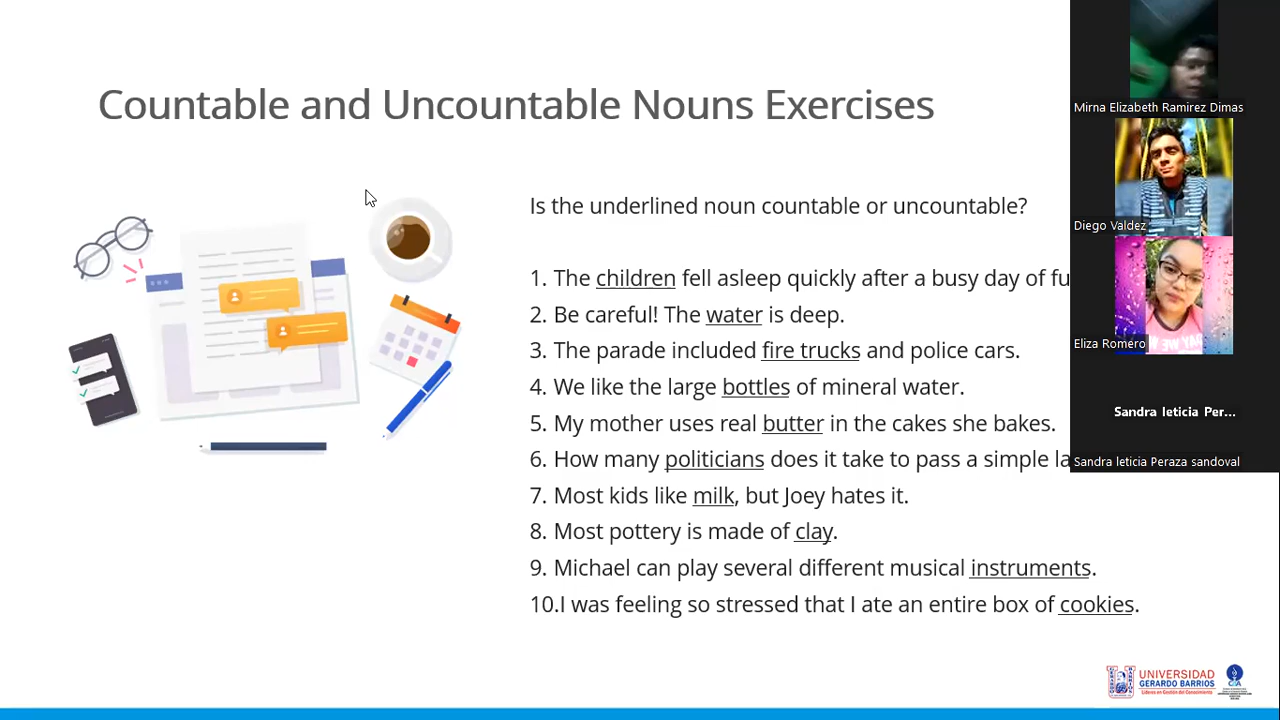 Countable and Uncountable Nouns Exercises
Is the underlined noun countable or uncountable?
1. The children fell asleep quickly after a busy day of fu
2. Be careful! The water is deep.
3. The parade included fire trucks and police cars.
4. We like the large bottles of mineral water.
5. My mother uses real butter in the cakes she bakes.
6. How many politicians does it take to pass a simple la
7. Most kids like milk, but Joey hates it.
8. Most pottery is made of clay.
9. Michael can play several different musical instruments.
10.I was feeling so stressed that I ate an entire box of cookies.
Mirna Elizabeth Ramirez Dimas
Diego Valdez
Eliza Romero
Sandra leticia Per...
Sandra leticia Peraza sandoval
UNIVERSIDAD
GERARDO BARRIOS
Líderes en Gestión del Conocimiento